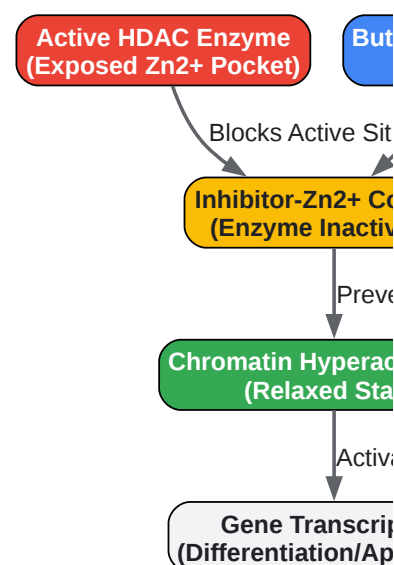 Active HDAC Enzyme
(Exposed Zn2+ Pocket)
But
Blocks Active Sit
Inhibitor-Zn2+ Co
(Enzyme Inactiv
Preve
Chromatin Hyperac
(Relaxed Sta
Activa
Gene Transcrip
(Differentiation/Ap